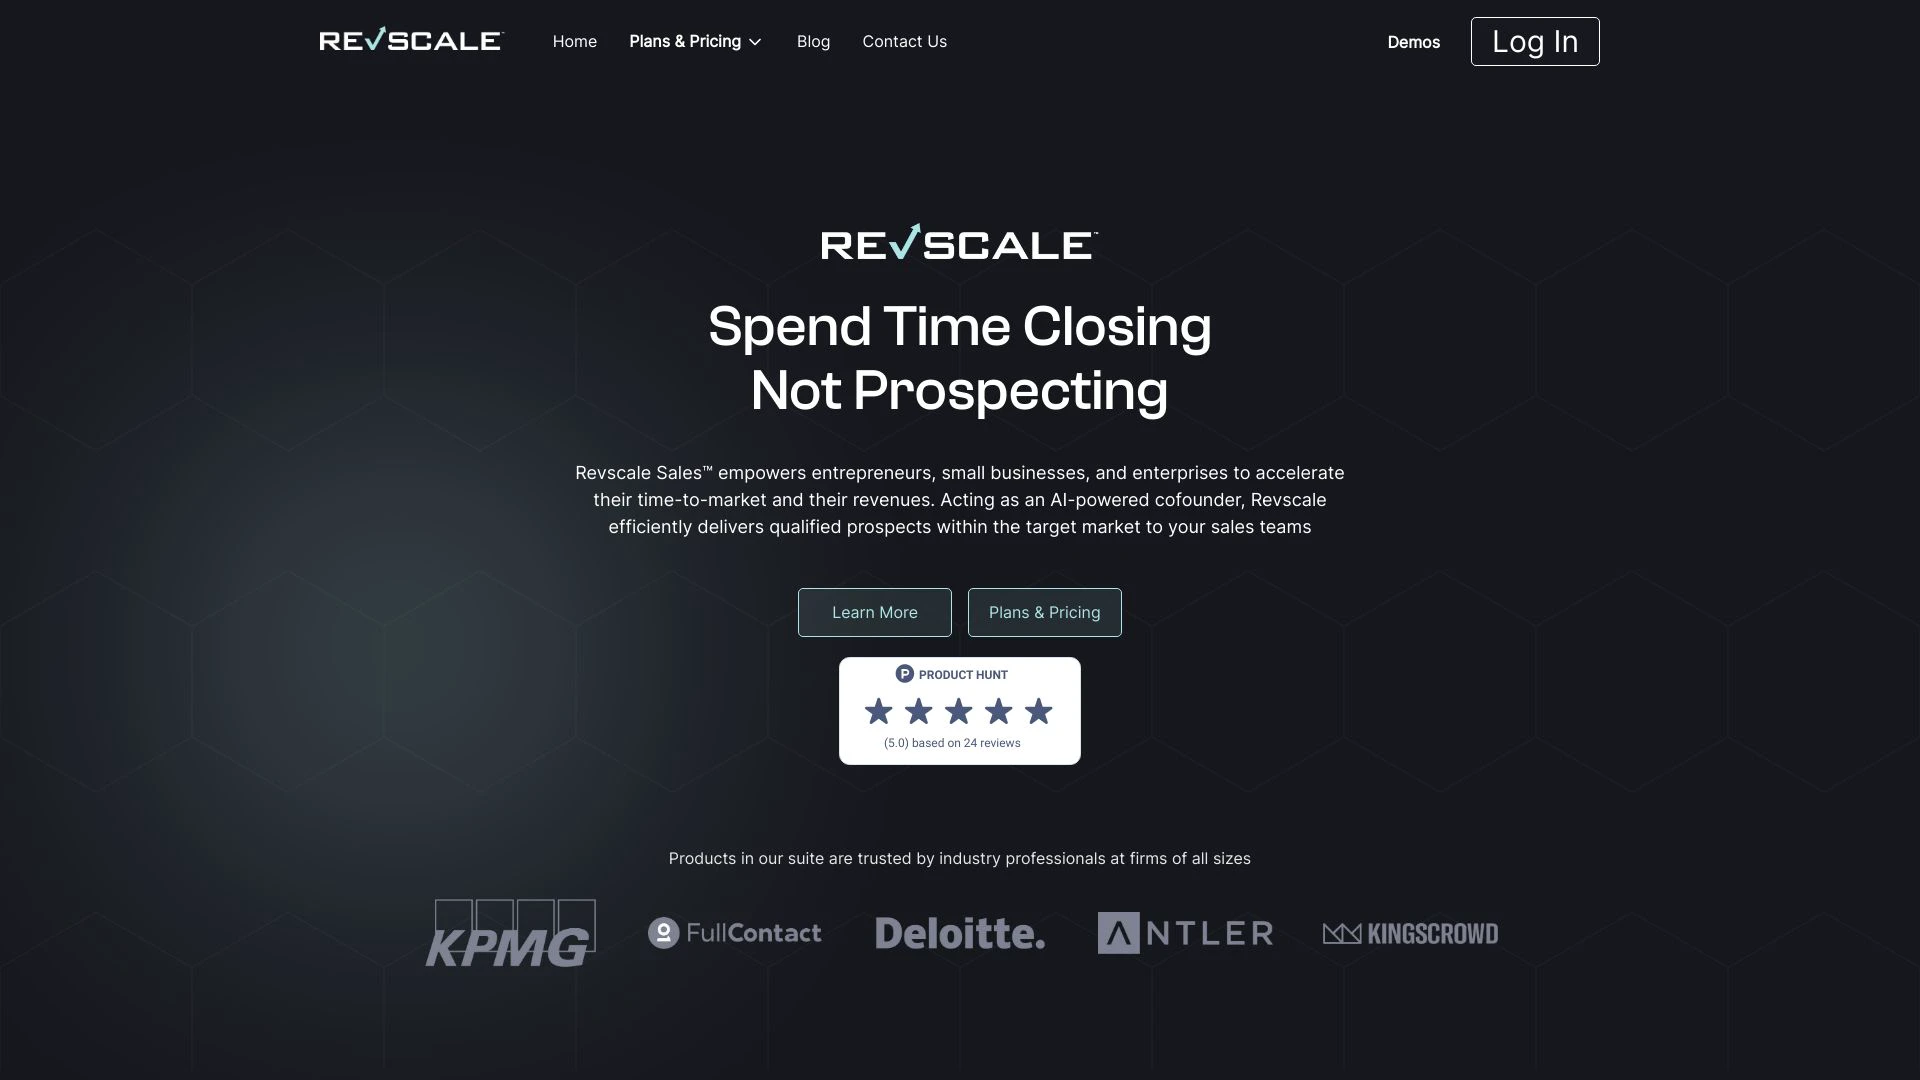 REVSCALE™
Home
Plans & Pricing
Blog
Contact Us
Demos
Log In
REVSCALE™
Spend Time Closing
Not Prospecting
Revscale Sales™ empowers entrepreneurs, small businesses, and enterprises to accelerate
their time-to-market and their revenues. Acting as an AI-powered cofounder, Revscale
efficiently delivers qualified prospects within the target market to your sales teams
Learn More
Plans & Pricing
P PRODUCT HUNT
(5.0) based on 24 reviews
Products in our suite are trusted by industry professionals at firms of all sizes
KPMG
FullContact
Deloitte.
ANTLER
KINGSCROWD